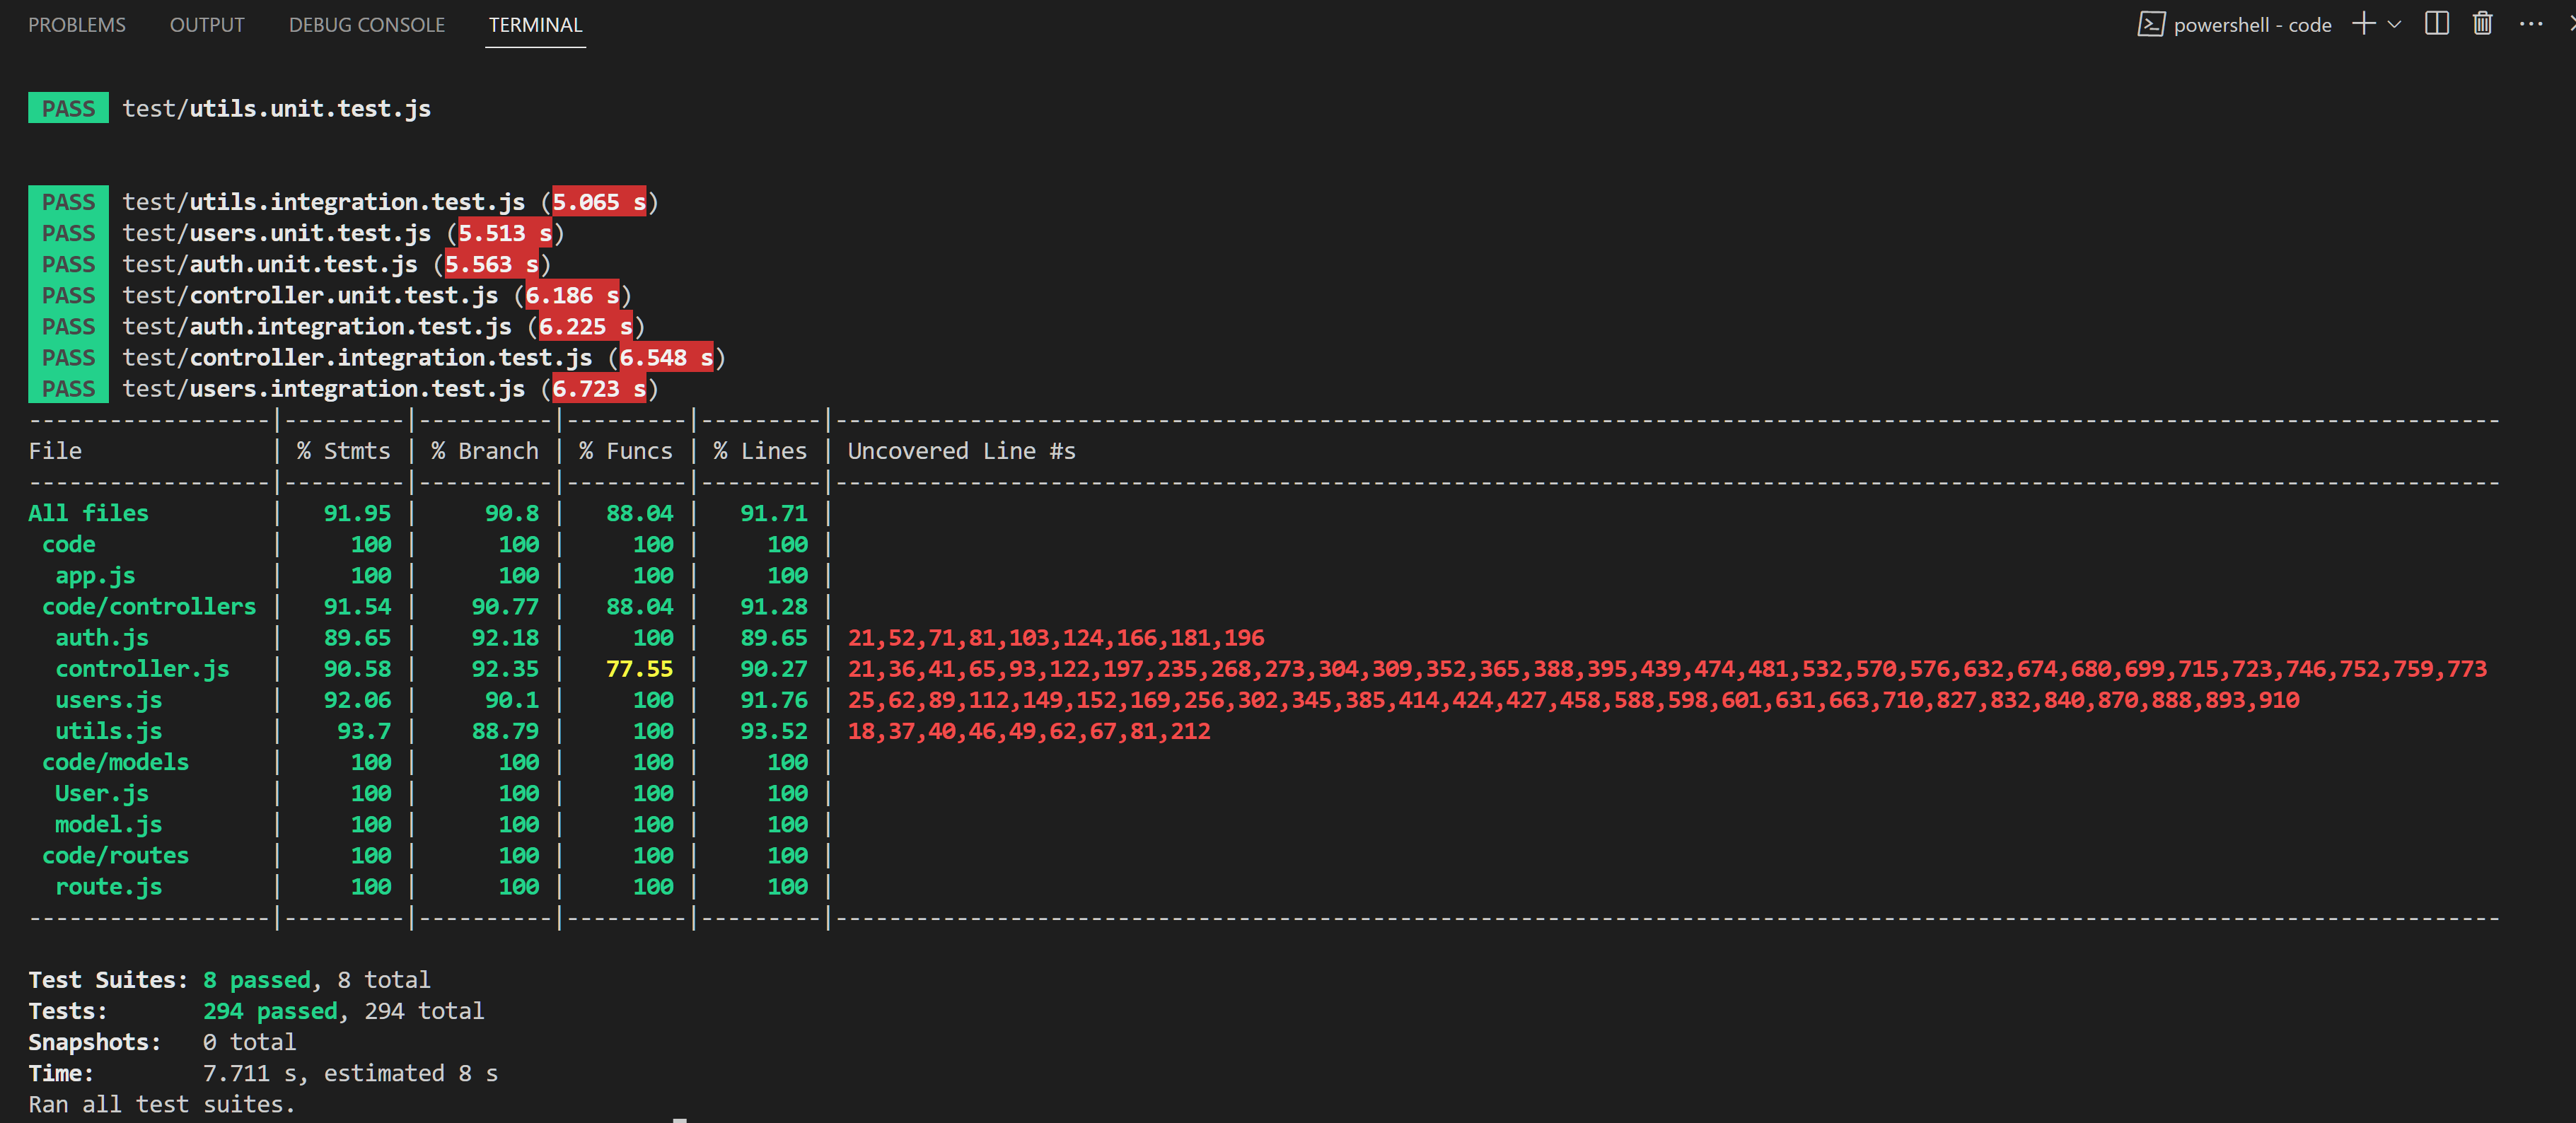 PROBLEMS OUTPUT DEBUG CONSOLE TERMINAL powershell - code
PASS test/utils.unit.test.js
PASS test/utils.integration.test.js (5.065 s)
PASS test/users.unit.test.js (5.513 s)
PASS test/auth.unit.test.js (5.563 s)
PASS test/controller.unit.test.js (6.186 s)
PASS test/auth.integration.test.js (6.225 s)
PASS test/controller.integration.test.js (6.548 s)
PASS test/users.integration.test.js (6.723 s)
File | % Stmts | % Branch | % Funcs | % Lines | Uncovered Line #s
All files | 91.95 | 90.8 | 88.04 | 91.71 |
code | 100 | 100 | 100 | 100 |
app.js | 100 | 100 | 100 | 100 |
code/controllers | 91.54 | 90.77 | 88.04 | 91.28 |
auth.js | 89.65 | 92.18 | 100 | 89.65 | 21,52,71,81,103,124,166,181,196
controller.js | 90.58 | 92.35 | 77.55 | 90.27 | 21,36,41,65,93,122,197,235,268,273,304,309,352,365,388,395,439,474,481,532,570,576,632,674,680,699,715,723,746,752,759,773
users.js | 92.06 | 90.1 | 100 | 91.76 | 25,62,89,112,149,152,169,256,302,345,385,414,424,427,458,588,598,601,631,663,710,827,832,840,870,888,893,910
utils.js | 93.7 | 88.79 | 100 | 93.52 | 18,37,40,46,49,62,67,81,212
code/models | 100 | 100 | 100 | 100 |
User.js | 100 | 100 | 100 | 100 |
model.js | 100 | 100 | 100 | 100 |
code/routes | 100 | 100 | 100 | 100 |
route.js | 100 | 100 | 100 | 100 |
Test Suites: 8 passed, 8 total
Tests: 294 passed, 294 total
Snapshots: 0 total
Time: 7.711 s, estimated 8 s
Ran all test suites.